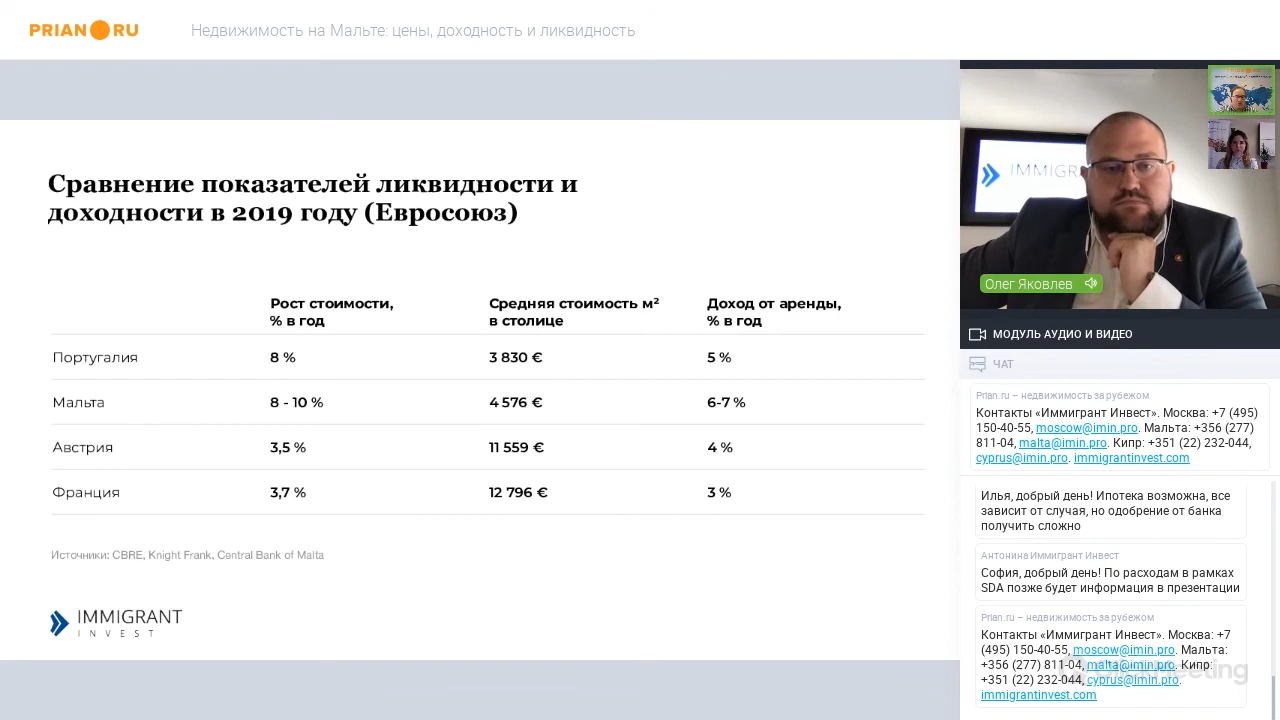 PRIAN RU
Недвижимость на Мальте: цены, доходность и ликвидность
Сравнение показателей ликвидности и
доходности в 2019 году (Евросоюз)
Рост стоимости,
% в год
Средняя стоимость м²
в столице
Доход от аренды,
% в год
Португалия 8 % 3 830 € 5 %
Мальта 8 - 10 % 4 576 € 6-7 %
Австрия 3,5 % 11 559 € 4 %
Франция 3,7 % 12 796 € 3 %
Источники: CBRE, Knight Frank, Central Bank of Malta
IMMIGRANT
INVEST
IMMIGR
Олег Яковлев
МОДУЛЬ АУДИО И ВИДЕО
ЧАТ
Prian.ru – недвижимость за рубежом
Контакты «Иммигрант Инвест». Москва: +7 (495)
150-40-55, moscow@imin.pro. Мальта: +356 (277)
811-04, malta@imin.pro. Кипр: +351 (22) 232-044,
cyprus@imin.pro. immigrantinvest.com
Илья, добрый день! Ипотека возможна, все
зависит от случая, но одобрение от банка
получить сложно
Антонина Иммигрант Инвест
София, добрый день! По расходам в рамках
SDA позже будет информация в презентации
Prian.ru – недвижимость за рубежом
Контакты «Иммигрант Инвест». Москва: +7
(495) 150-40-55, moscow@imin.pro. Мальта:
+356 (277) 811-04, malta@imin.pro. Кипр:
+351 (22) 232-044, cyprus@imin.pro.
immigrantinvest.com
ClickMeeting